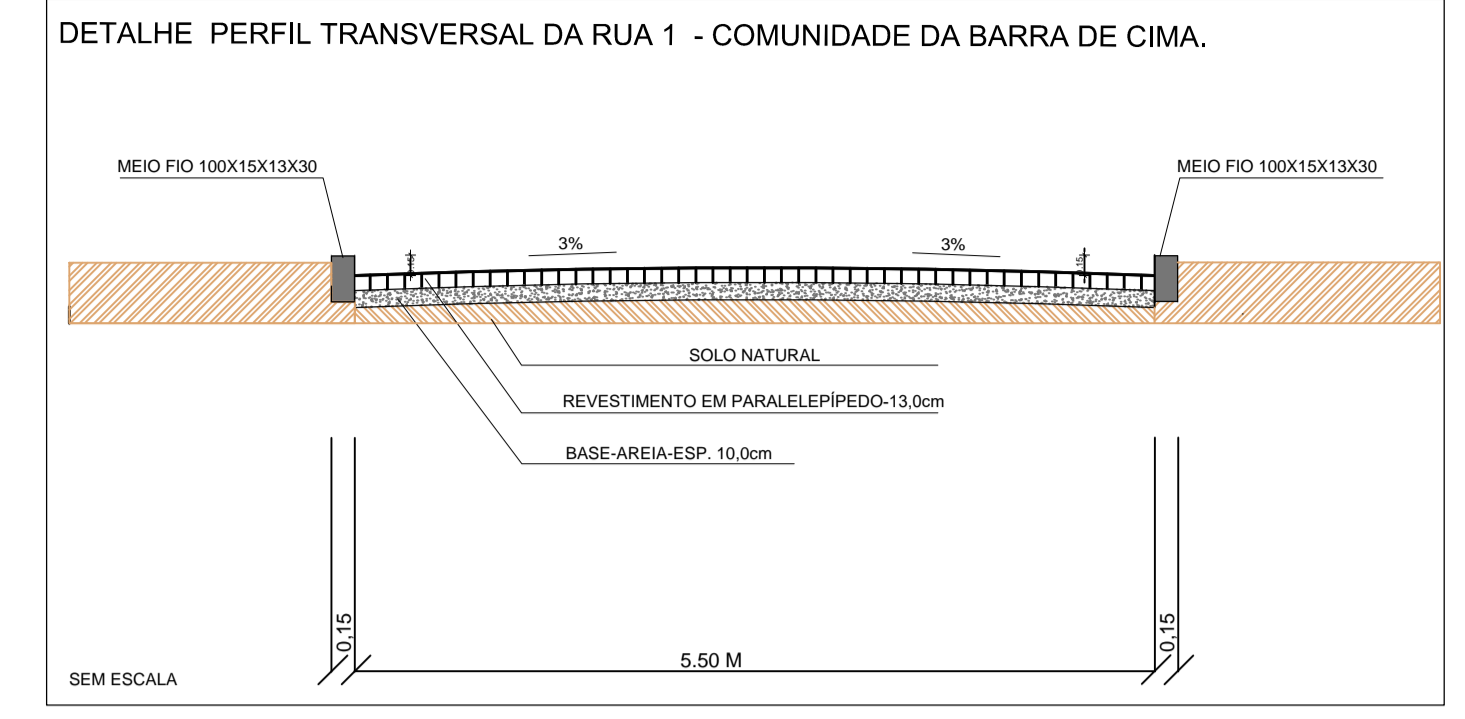 DETALHE PERFIL TRANSVERSAL DA RUA 1 - COMUNIDADE DA BARRA DE CIMA.
MEIO FIO 100X15X13X30
MEIO FIO 100X15X13X30
3%
3%
SOLO NATURAL
REVESTIMENTO EM PARALELEPÍPEDO-13,0cm
BASE-AREIA-ESP. 10,0cm
0,15
0,15
5.50 M
SEM ESCALA